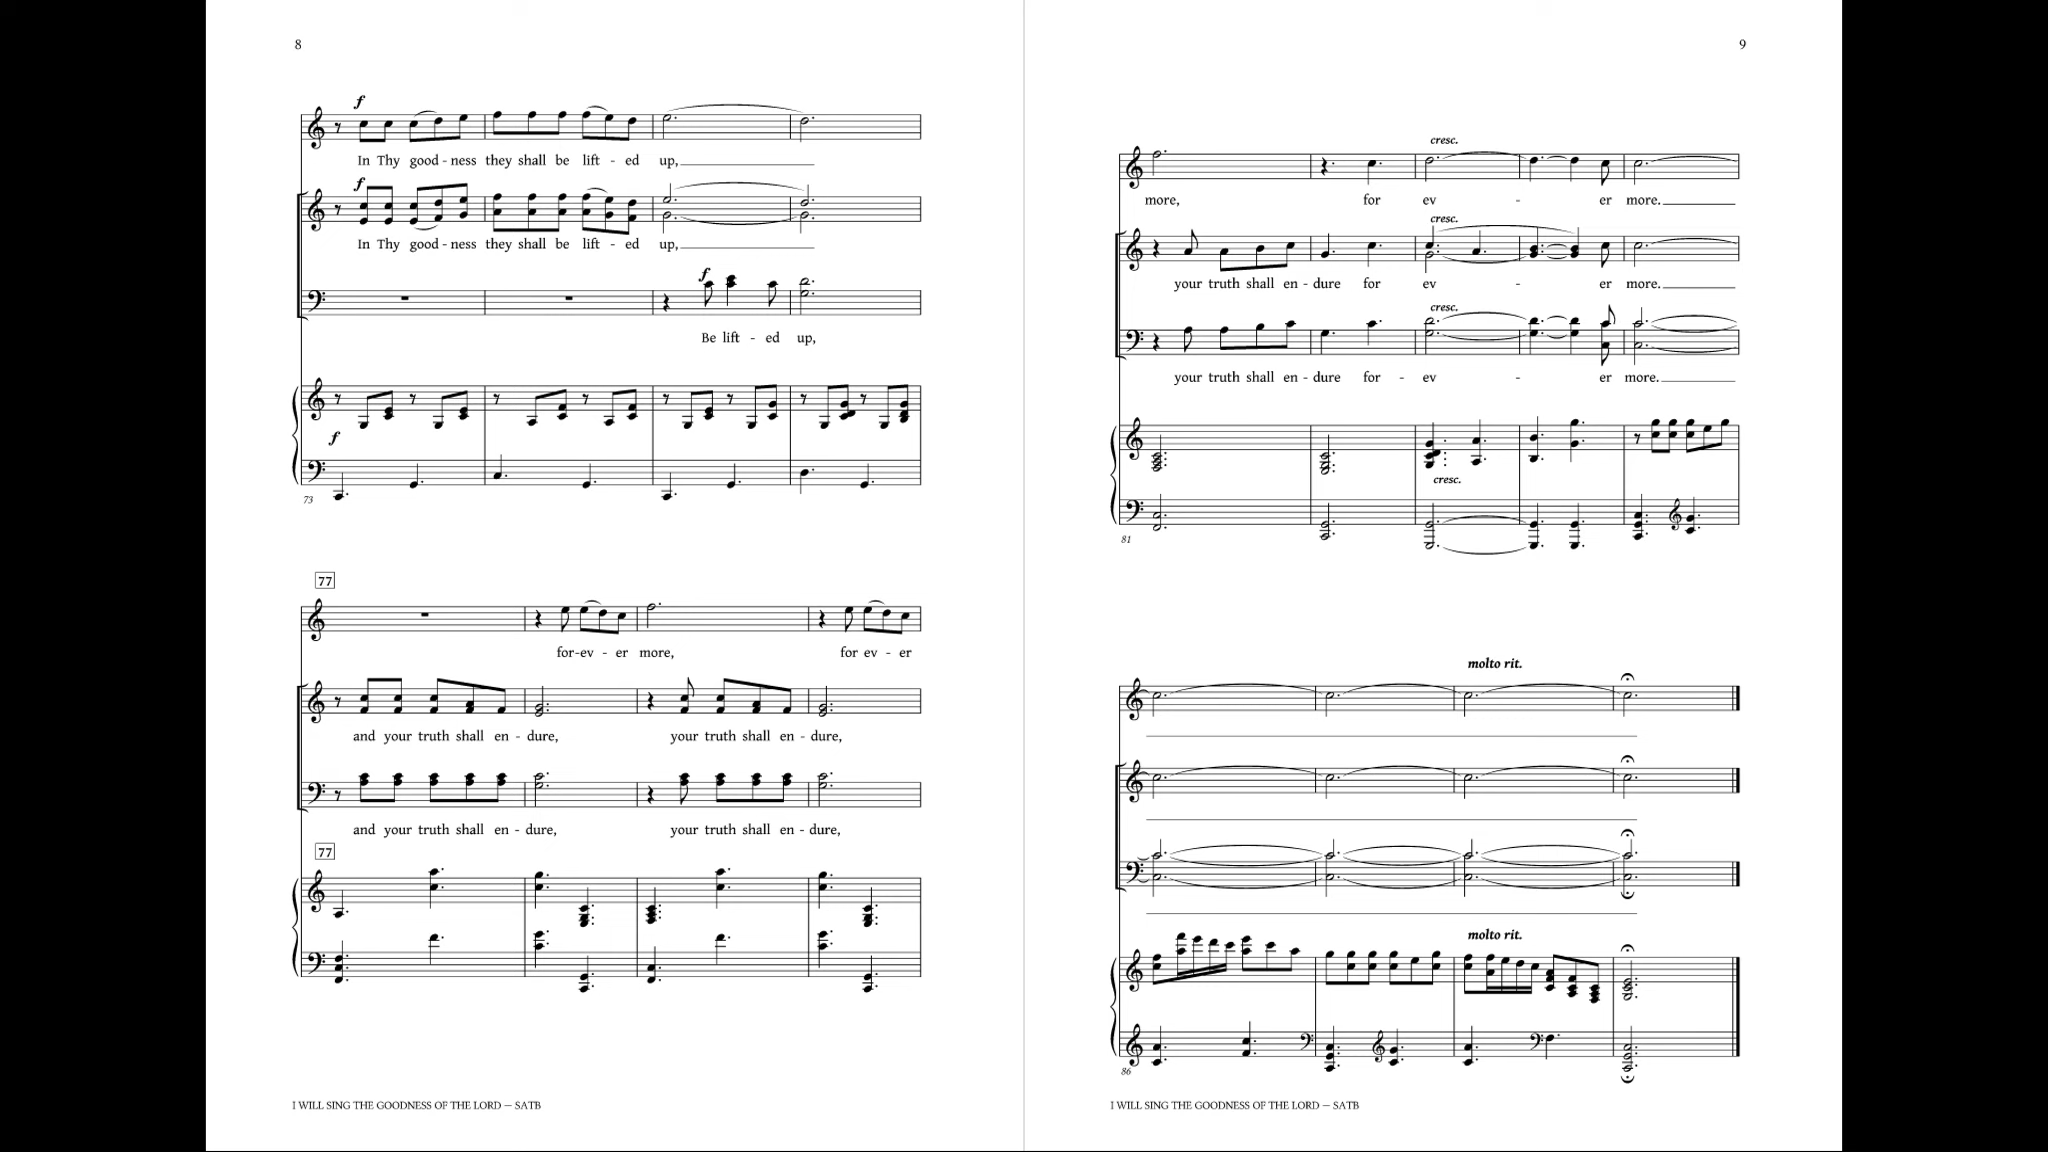 8
f
In Thy good - ness they shall be lift - ed up,
f
In Thy good - ness they shall be lift - ed up,
f
Be lift - ed up,
f
73
77
for-ev - er more, for ev - er
and your truth shall en - dure, your truth shall en - dure,
and your truth shall en - dure, your truth shall en - dure,
77
I WILL SING THE GOODNESS OF THE LORD — SATB
9
cresc.
more, for ev - er more.
cresc.
your truth shall en - dure for ev - er more.
cresc.
your truth shall en - dure for - ev - er more.
cresc.
81
molto rit.
molto rit.
86
I WILL SING THE GOODNESS OF THE LORD — SATB